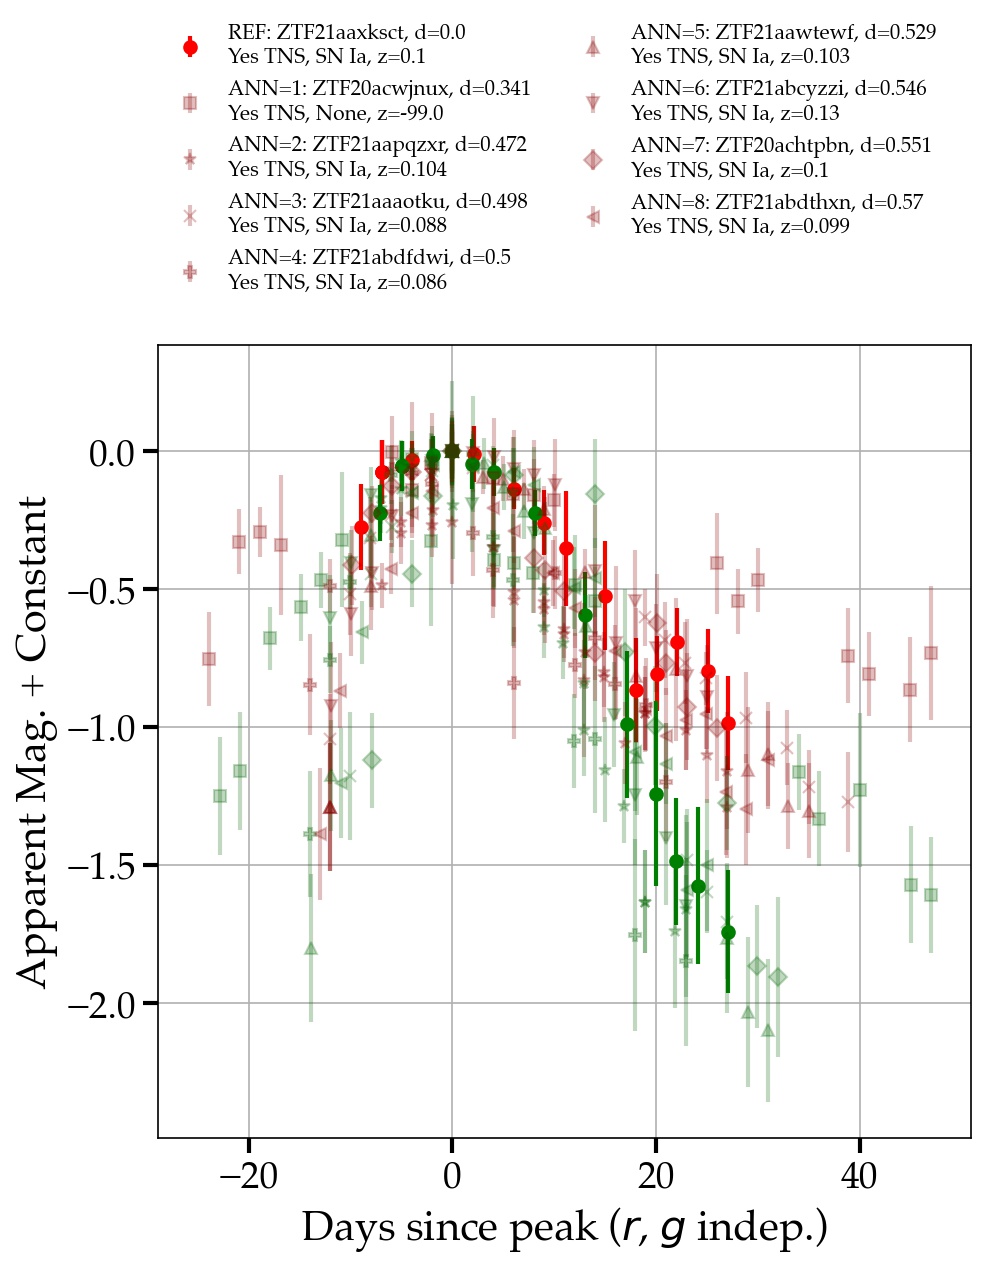 REF: ZTF21aaxksct, d=0.0
Yes TNS, SN Ia, z=0.1
ANN=1: ZTF20acwjnux, d=0.341
Yes TNS, None, z=-99.0
ANN=2: ZTF21aapqzxr, d=0.472
Yes TNS, SN Ia, z=0.104
ANN=3: ZTF21aaaotku, d=0.498
Yes TNS, SN Ia, z=0.088
ANN=4: ZTF21abdfdwi, d=0.5
Yes TNS, SN Ia, z=0.086
ANN=5: ZTF21aawtewf, d=0.529
Yes TNS, SN Ia, z=0.103
ANN=6: ZTF21abcyzzi, d=0.546
Yes TNS, SN Ia, z=0.13
ANN=7: ZTF20achtpbn, d=0.551
Yes TNS, SN Ia, z=0.1
ANN=8: ZTF21abdthxn, d=0.57
Yes TNS, SN Ia, z=0.099
Apparent Mag. + Constant
0.0
−0.5
−1.0
−1.5
−2.0
−20 0 20 40
Days since peak (r, g indep.)